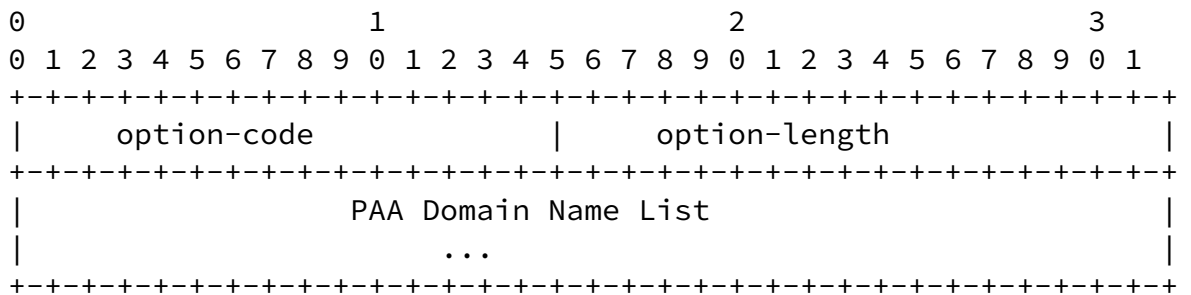 0                   1                   2                   3
0 1 2 3 4 5 6 7 8 9 0 1 2 3 4 5 6 7 8 9 0 1 2 3 4 5 6 7 8 9 0 1
+-+-+-+-+-+-+-+-+-+-+-+-+-+-+-+-+-+-+-+-+-+-+-+-+-+-+-+-+-+-+-+-+
|     option-code             |     option-length               |
+-+-+-+-+-+-+-+-+-+-+-+-+-+-+-+-+-+-+-+-+-+-+-+-+-+-+-+-+-+-+-+-+
|                  PAA Domain Name List                         |
|                       ...                                     |
+-+-+-+-+-+-+-+-+-+-+-+-+-+-+-+-+-+-+-+-+-+-+-+-+-+-+-+-+-+-+-+-+